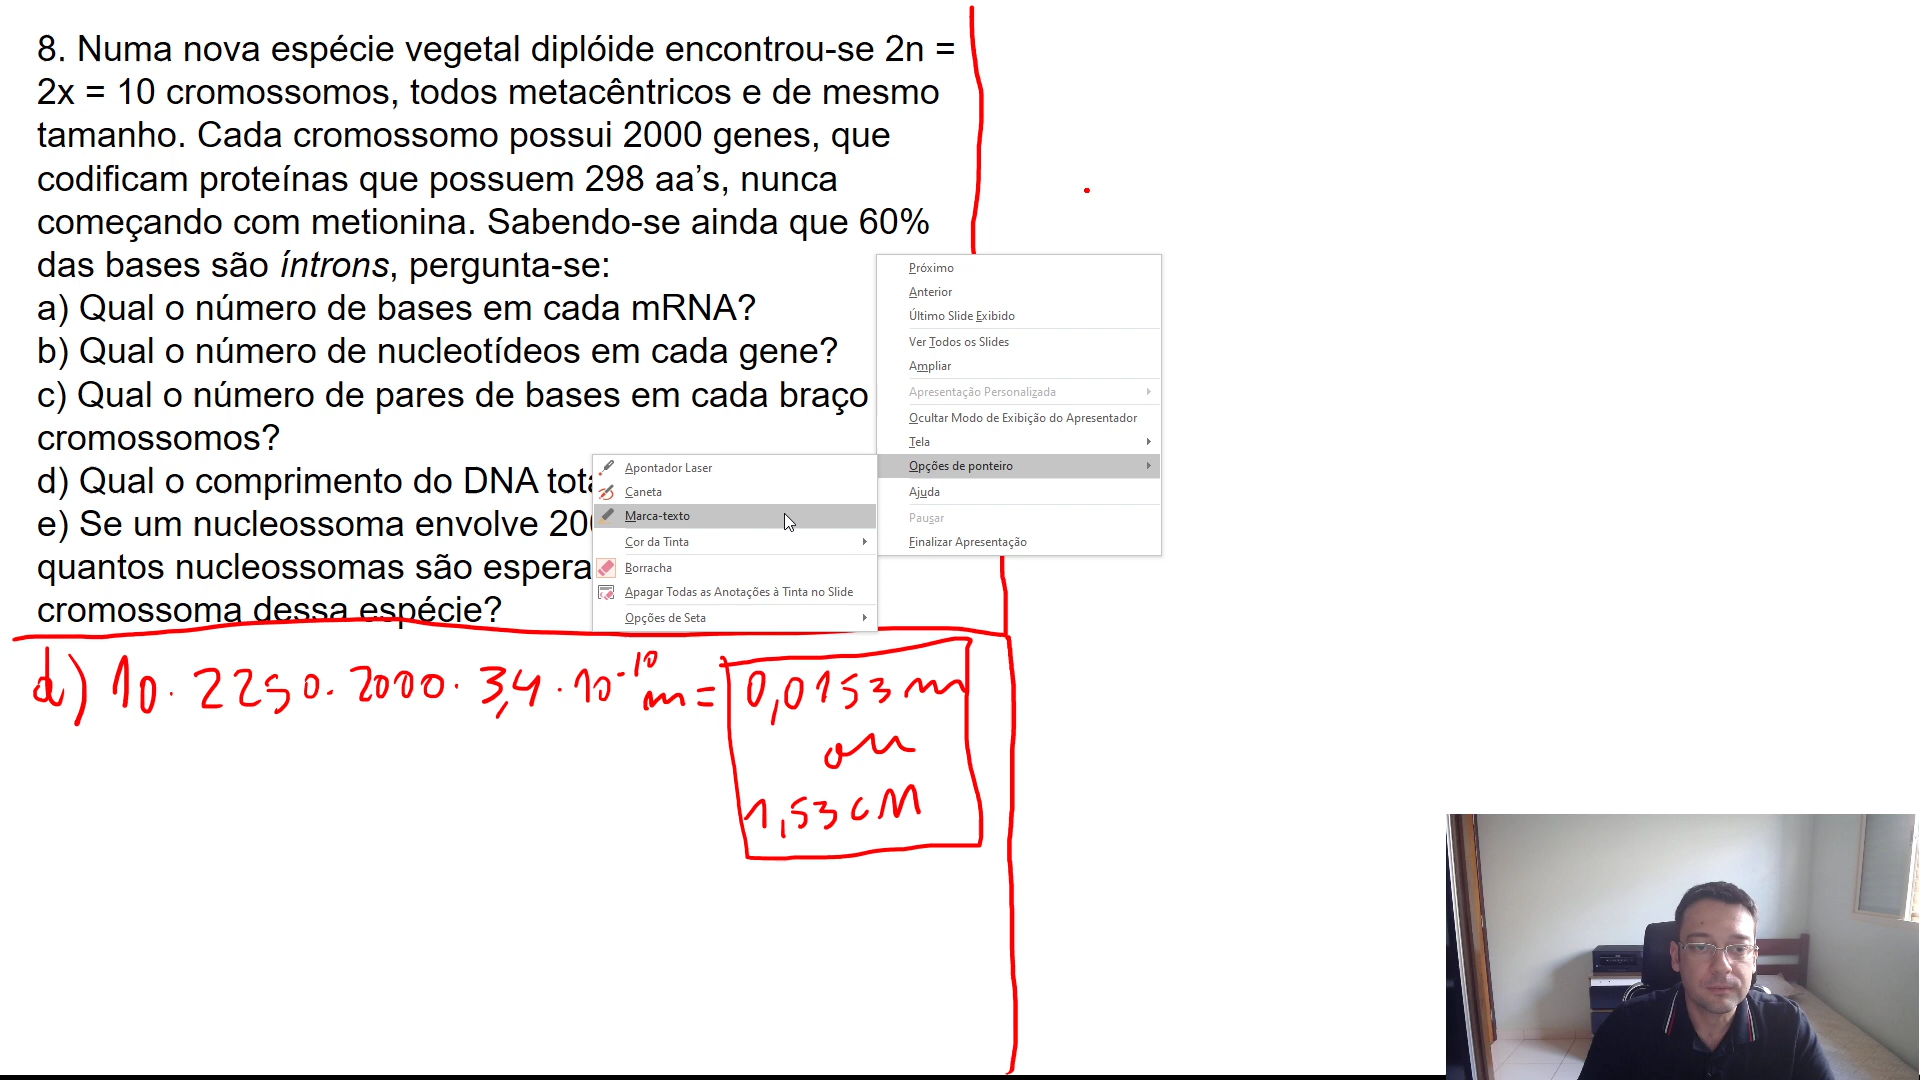 8. Numa nova espécie vegetal diplóide encontrou-se 2n =
2x = 10 cromossomos, todos metacêntricos e de mesmo
tamanho. Cada cromossomo possui 2000 genes, que
codificam proteínas que possuem 298 aa’s, nunca
começando com metionina. Sabendo-se ainda que 60%
das bases são íntrons, pergunta-se:
a) Qual o número de bases em cada mRNA?
b) Qual o número de nucleotídeos em cada gene?
c) Qual o número de pares de bases em cada braço
cromossomos?
d) Qual o comprimento do DNA
e) Se um nucleossoma envolve
quantos nucleossomas são
cromossoma dessa espécie?
Próximo
Anterior
Último Slide Exibido
Ver Todos os Slides
Ampliar
Apresentação Personalizada
Ocultar Modo de Exibição do Apresentador
Tela
Opções de ponteiro
Ajuda
Pausar
Finalizar Apresentação
Apontador Laser
Caneta
Marca-texto
Cor da Tinta
Borracha
Apagar Todas as Anotações à Tinta no Slide
Opções de Seta
d) 10 . 2250 . 2000 . 3,4 . 10⁻¹⁰ m = 0,0153 m
ou
1,53 cm